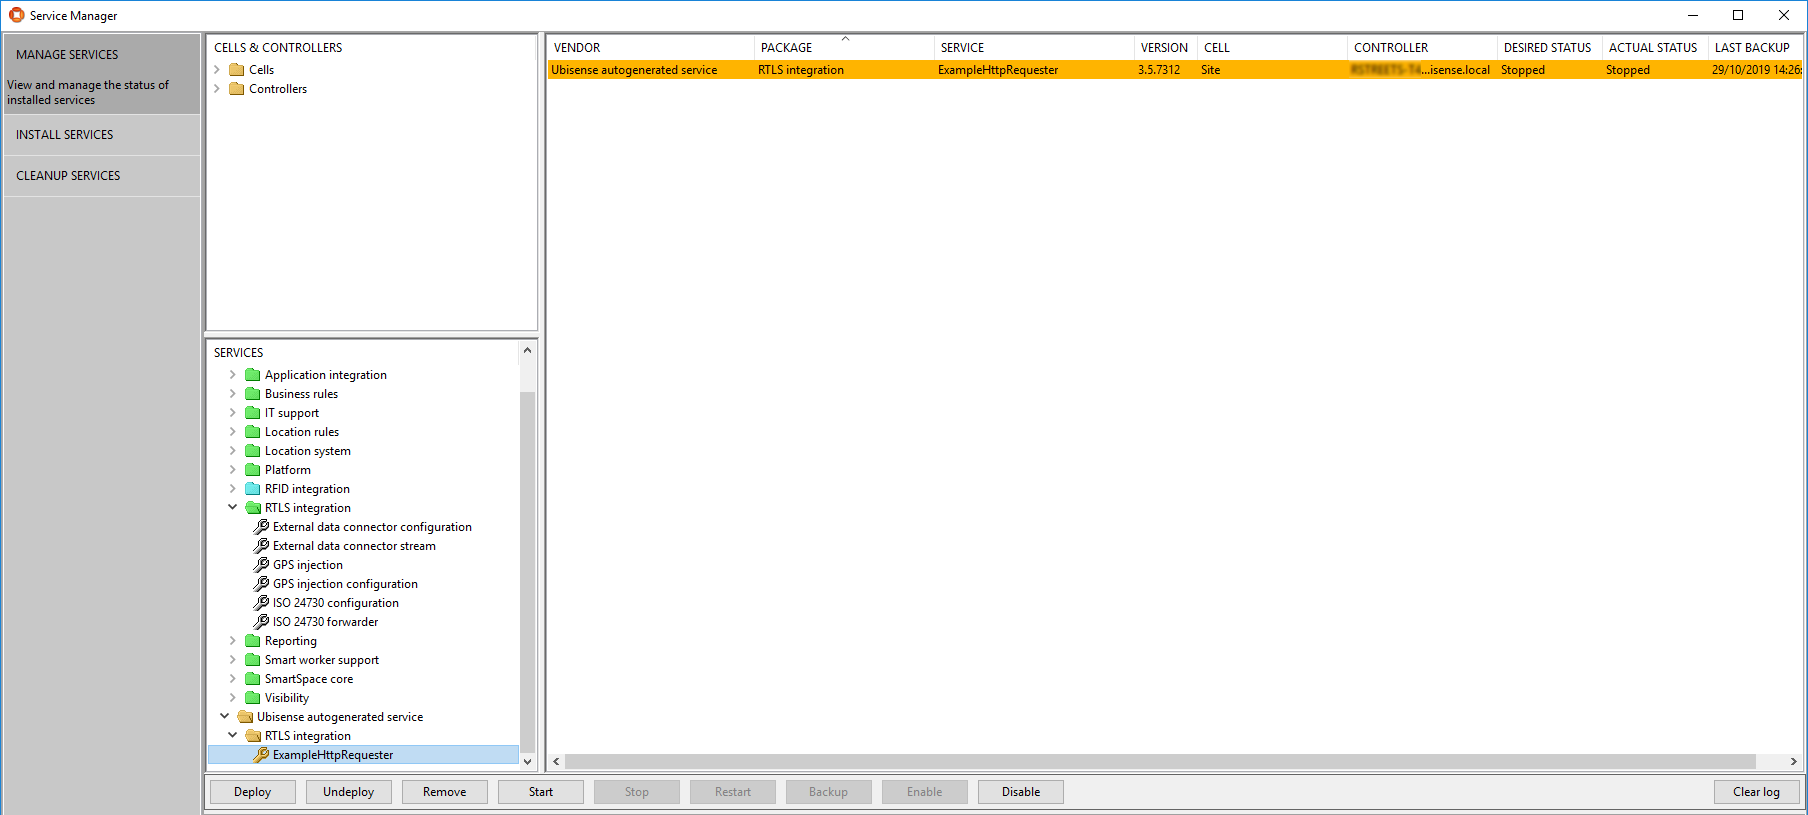 Service Manager
MANAGE SERVICES
View and manage the status of
installed services
INSTALL SERVICES
CLEANUP SERVICES
CELLS & CONTROLLERS
Cells
Controllers
SERVICES
Application integration
Business rules
IT support
Location rules
Location system
Platform
RFID integration
RTLS integration
External data connector configuration
External data connector stream
GPS injection
GPS injection configuration
ISO 24730 configuration
ISO 24730 forwarder
Reporting
Smart worker support
SmartSpace core
Visibility
Ubisense autogenerated service
RTLS integration
ExampleHttpRequester
VENDOR PACKAGE SERVICE VERSION CELL CONTROLLER DESIRED STATUS ACTUAL STATUS LAST BACKUP
Ubisense autogenerated service RTLS integration ExampleHttpRequester 3.5.7312 Site ...isense.local Stopped Stopped 29/10/2019 14:26:
Deploy Undeploy Remove Start Stop Restart Backup Enable Disable Clear log